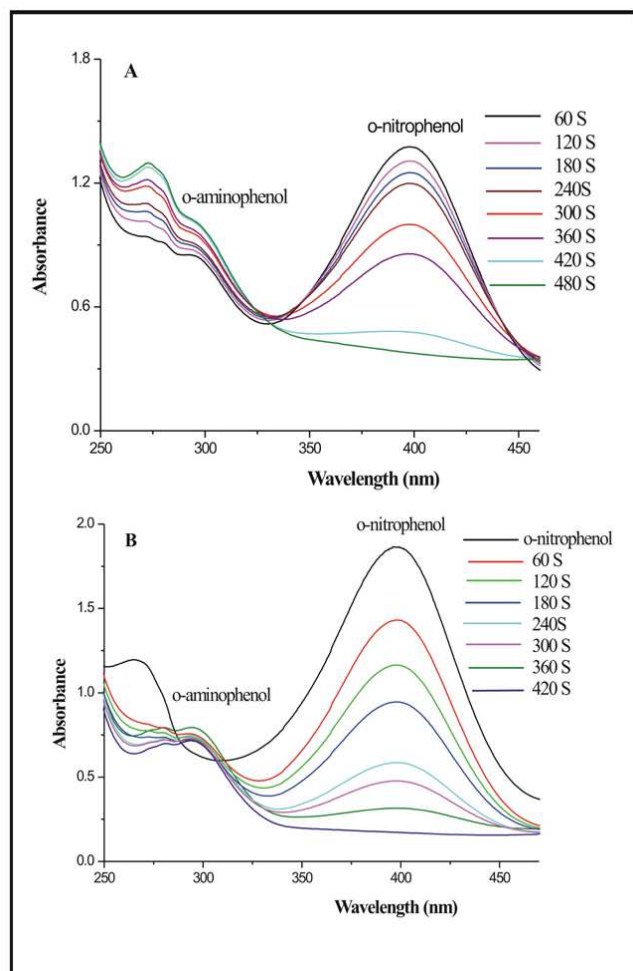 A
o-nitrophenol
o-aminophenol
60 S
120 S
180 S
240S
300 S
360 S
420 S
480 S
Absorbance
1.8
1.2
0.6
0.0
250
300
350
400
450
Wavelength (nm)
B
o-nitrophenol
o-aminophenol
o-nitrophenol
60 S
120 S
180 S
240S
300 S
360 S
420 S
Absorbance
2.0
1.5
1.0
0.5
0.0
250
300
350
400
450
Wavelength (nm)